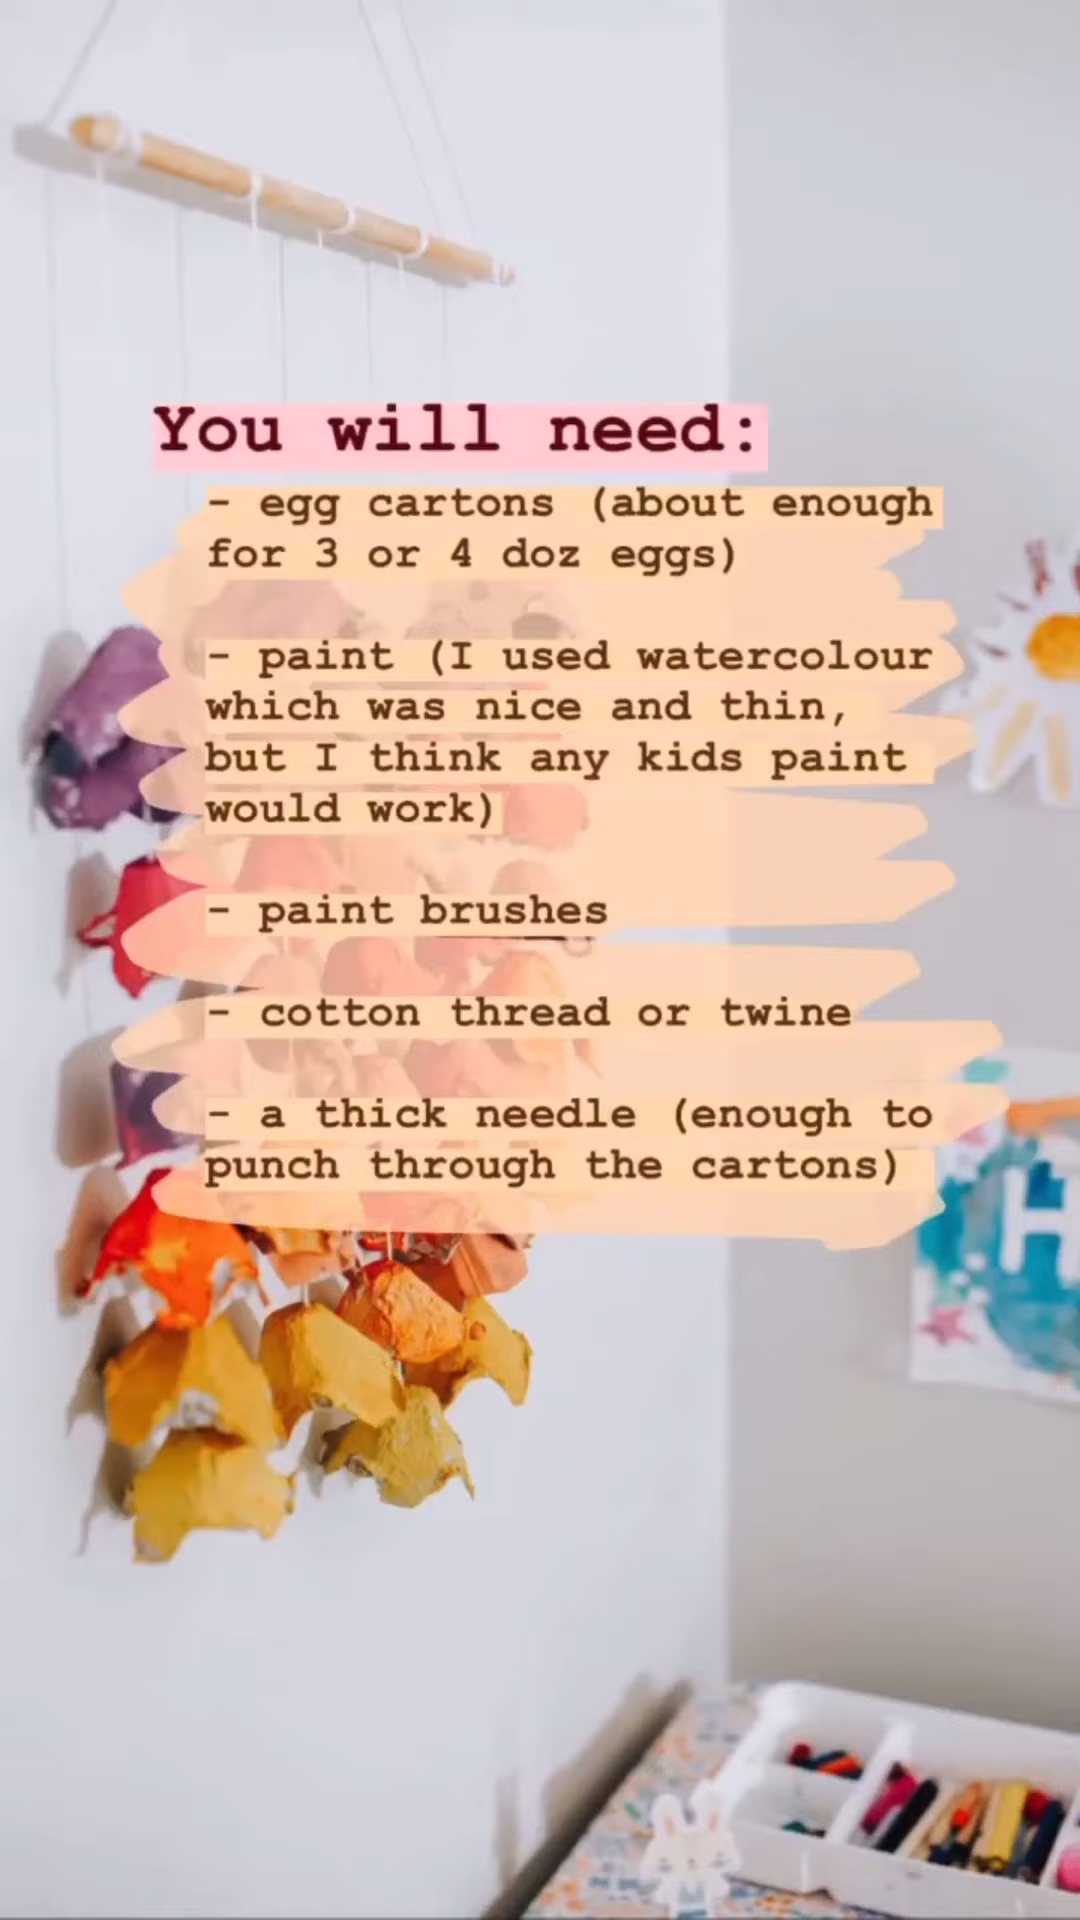 You will need:
- egg cartons (about enough
for 3 or 4 doz eggs)
- paint (I used watercolour
which was nice and thin,
but I think any kids paint
would work)
- paint brushes
- cotton thread or twine
- a thick needle (enough to
punch through the cartons)
H